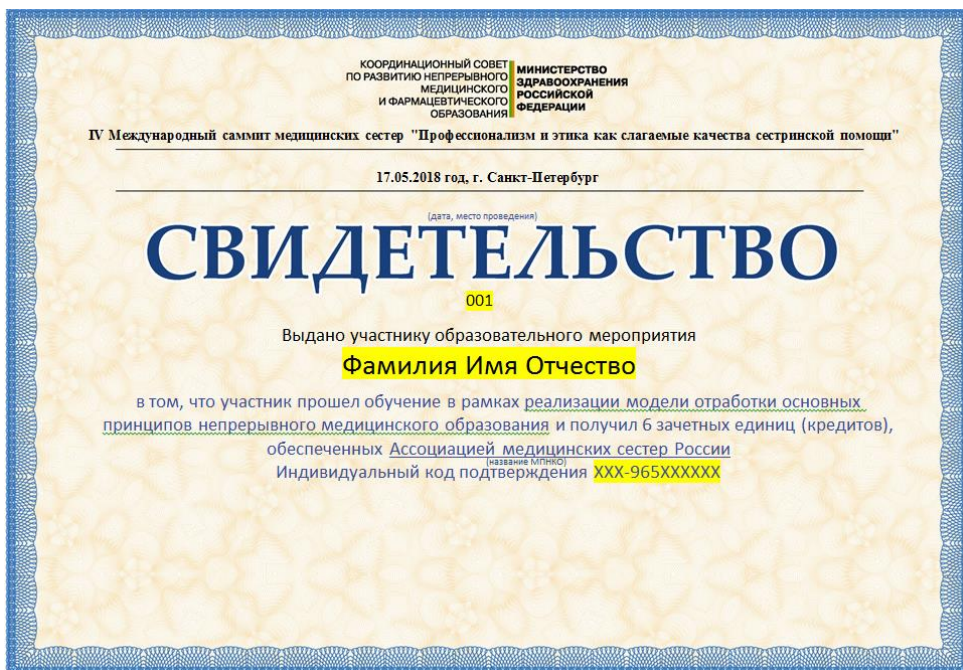 КООРДИНАЦИОННЫЙ СОВЕТ
ПО РАЗВИТИЮ НЕПРЕРЫВНОГО
МЕДИЦИНСКОГО
И ФАРМАЦЕВТИЧЕСКОГО
ОБРАЗОВАНИЯ
МИНИСТЕРСТВО
ЗДРАВООХРАНЕНИЯ
РОССИЙСКОЙ
ФЕДЕРАЦИИ
IV Международный саммит медицинских сестер "Профессионализм и этика как слагаемые качества сестринской помощи"
17.05.2018 год, г. Санкт-Петербург
(дата, место проведения)
СВИДЕТЕЛЬСТВО
001
Выдано участнику образовательного мероприятия
Фамилия Имя Отчество
в том, что участник прошел обучение в рамках реализации модели отработки основных
принципов непрерывного медицинского образования и получил 6 зачетных единиц (кредитов),
обеспеченных Ассоциацией медицинских сестер России
(название МПНКО)
Индивидуальный код подтверждения XXX-965XXXXXX